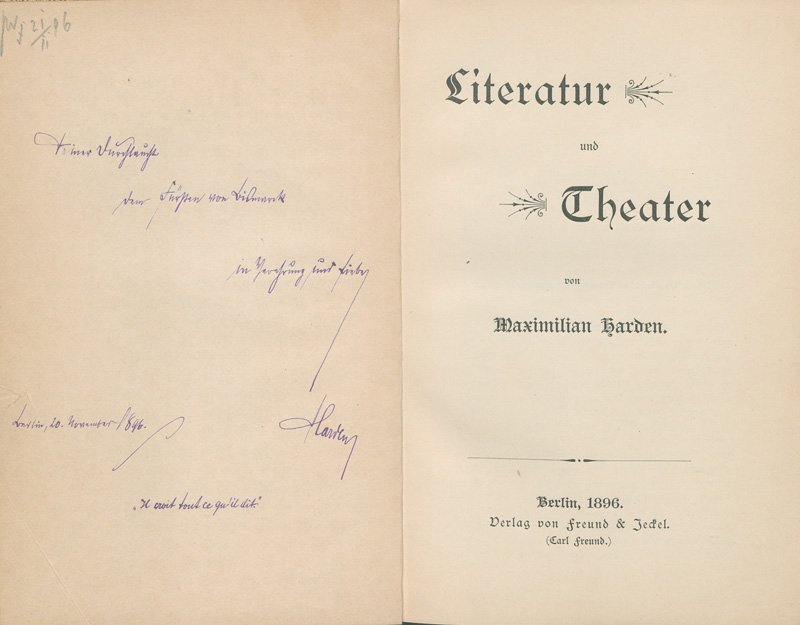 21/11 96
Seiner Durchlaucht
dem Fürsten von Bismarck
in Verehrung und Liebe
Harden
Berlin, 20. November 1896.
„Il croit tout ce qu'il dit."
Literatur
und
Theater
von
Maximilian Harden.
Berlin, 1896.
Verlag von Freund & Jeckel.
(Carl Freund.)